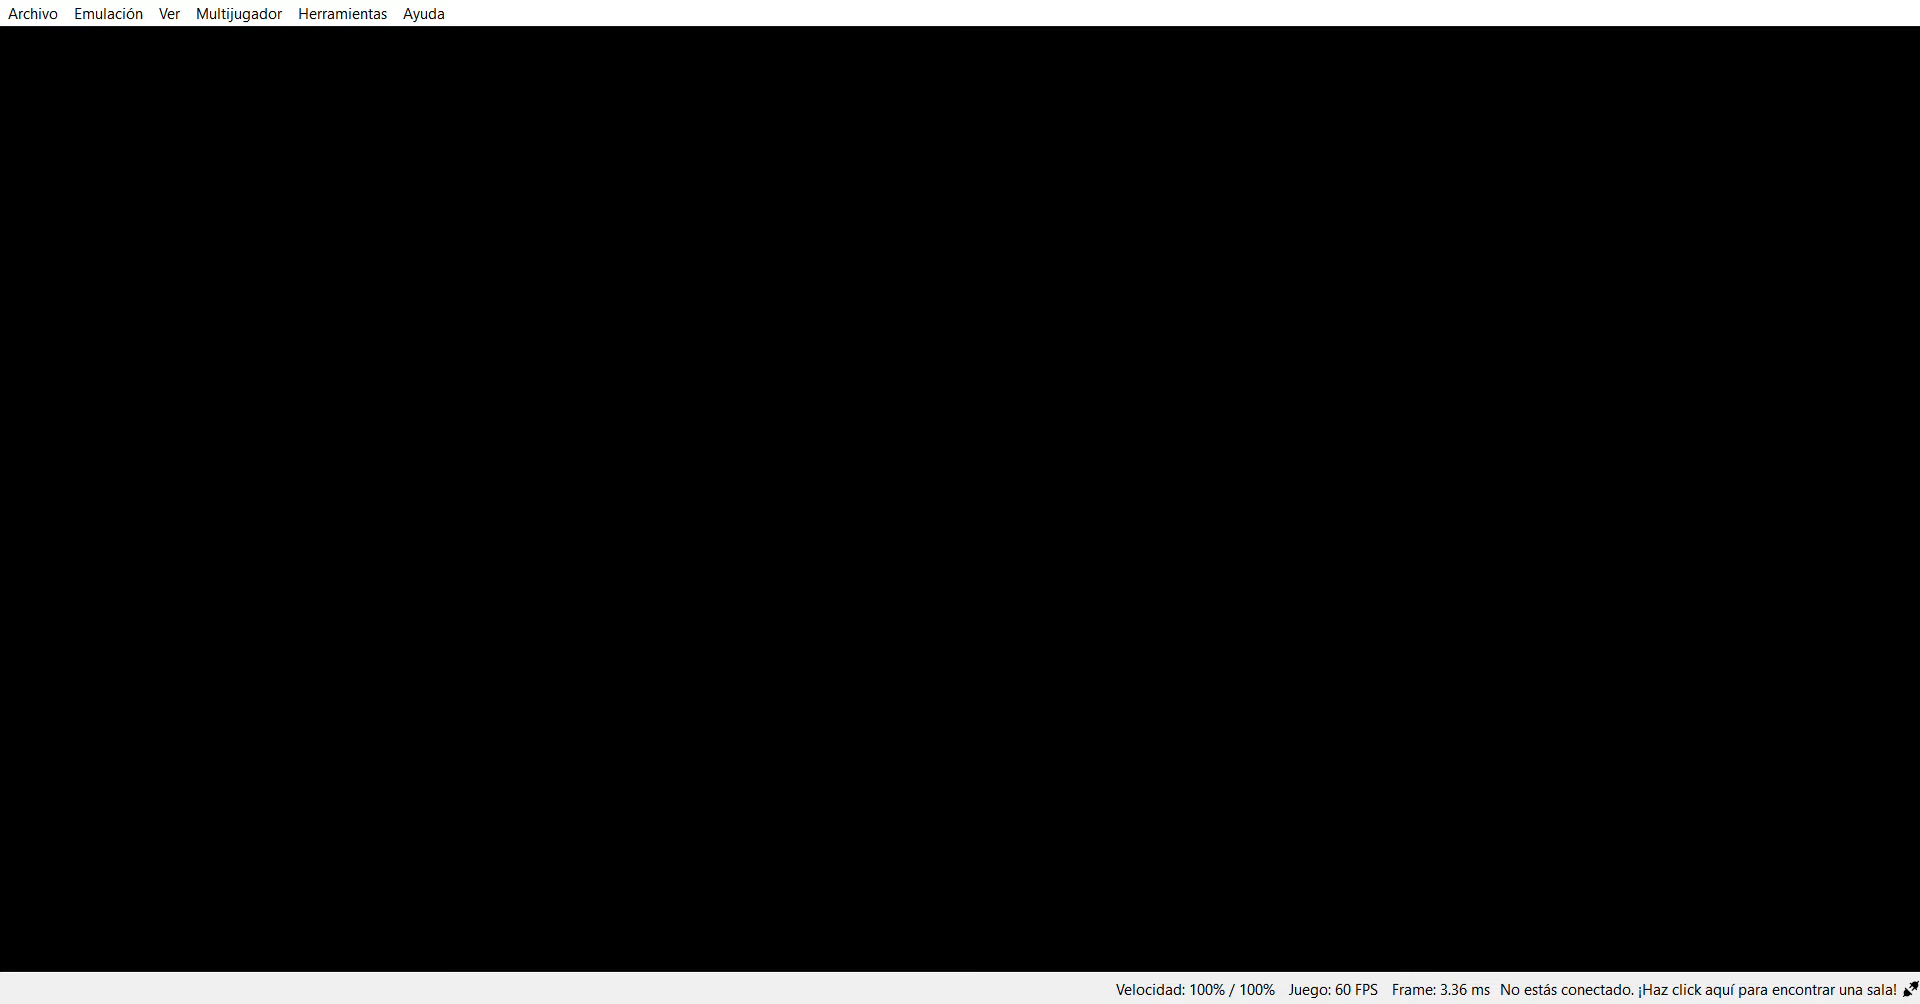 Archivo Emulación Ver Multijugador Herramientas Ayuda
Velocidad: 100% / 100% Juego: 60 FPS Frame: 3.36 ms No estás conectado. ¡Haz click aquí para encontrar una sala!